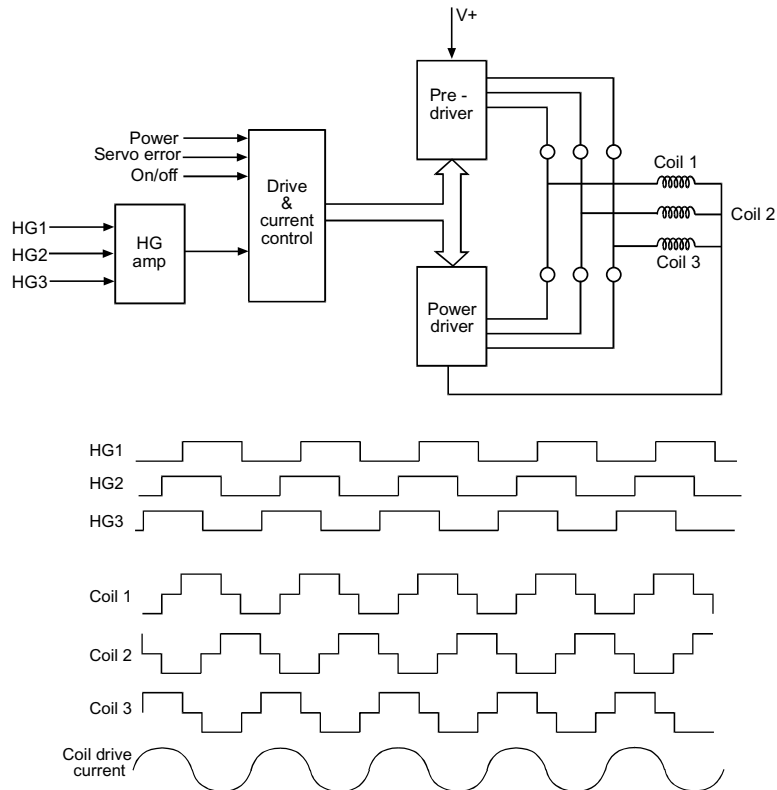 V+
Pre -
driver
Power
Servo error
On/off
Drive
&
current
control
HG1
HG2
HG3
HG
amp
Coil 1
Coil 2
Coil 3
Power
driver
HG1
HG2
HG3
Coil 1
Coil 2
Coil 3
Coil drive
current